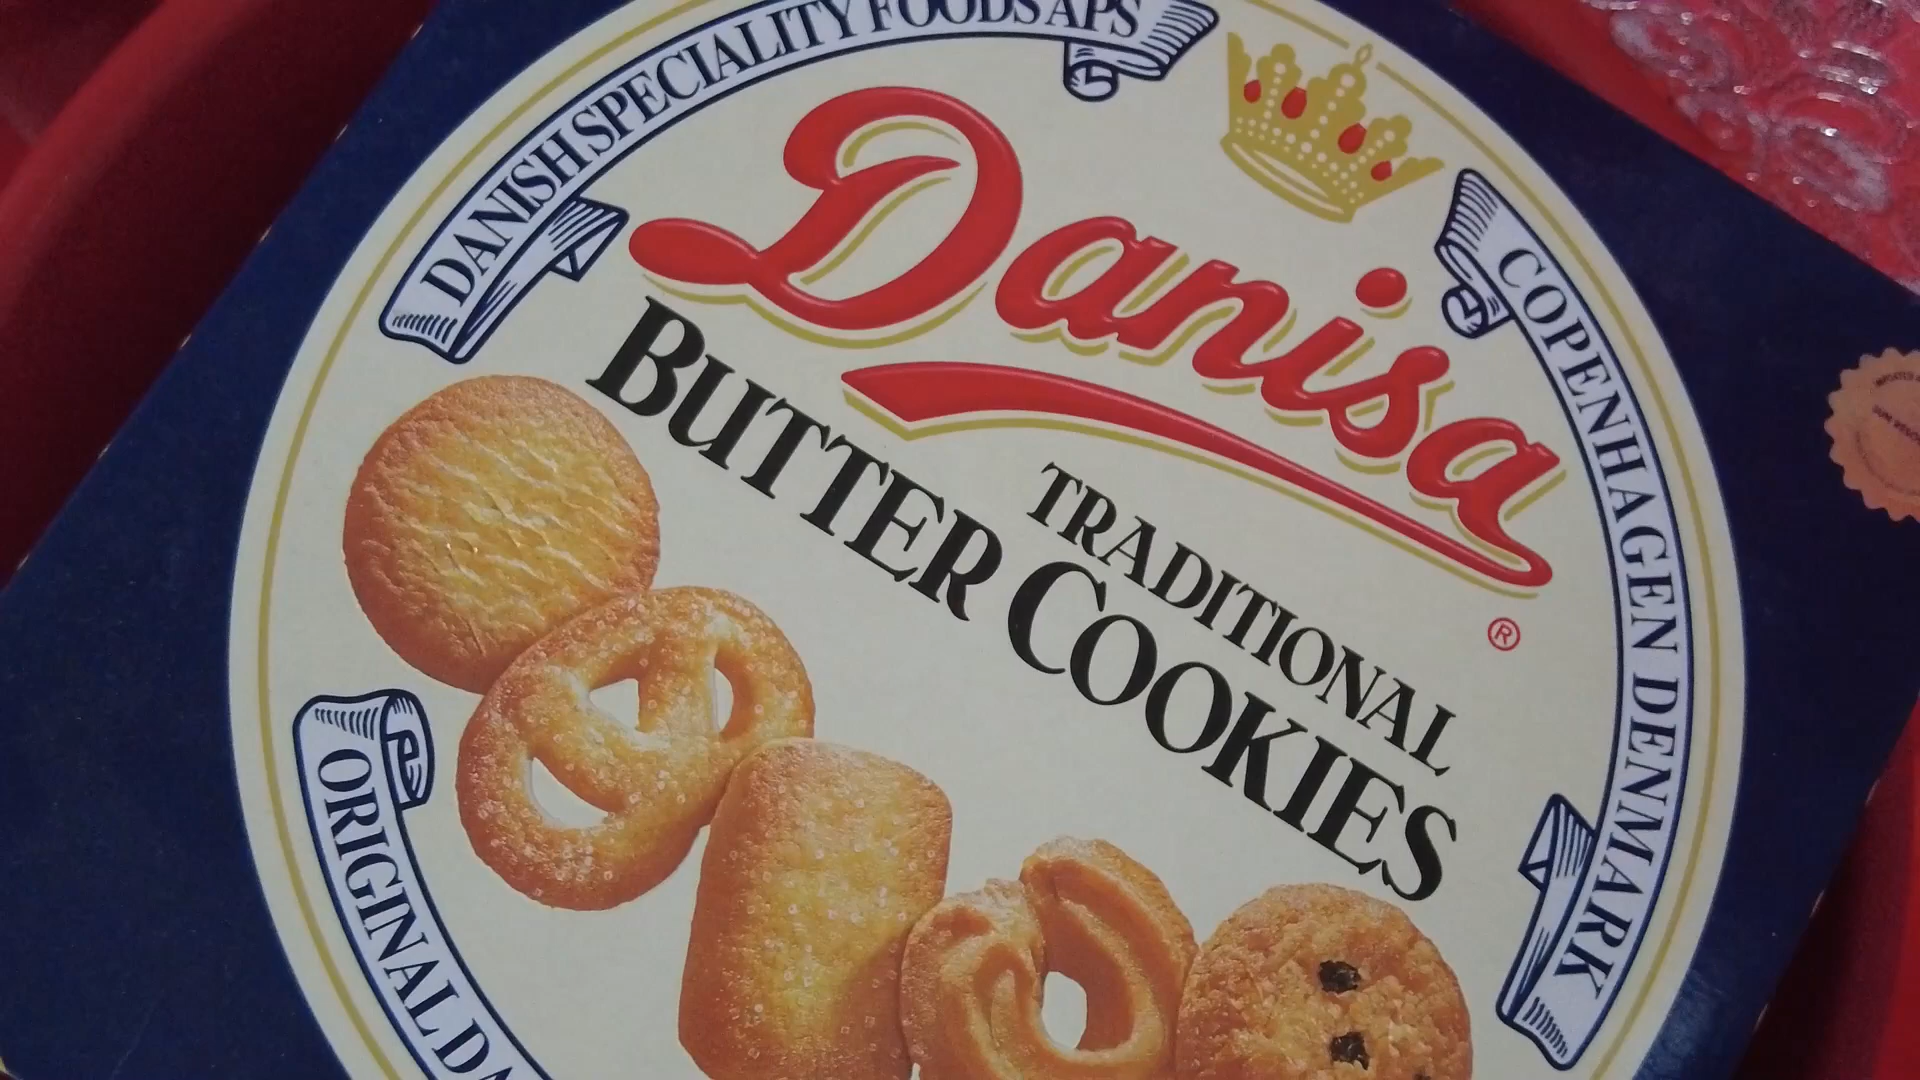 DANISH SPECIALITY FOODS APS
Danisa
®
COPENHAGEN DENMARK
TRADITIONAL
BUTTER COOKIES
ORIGINAL